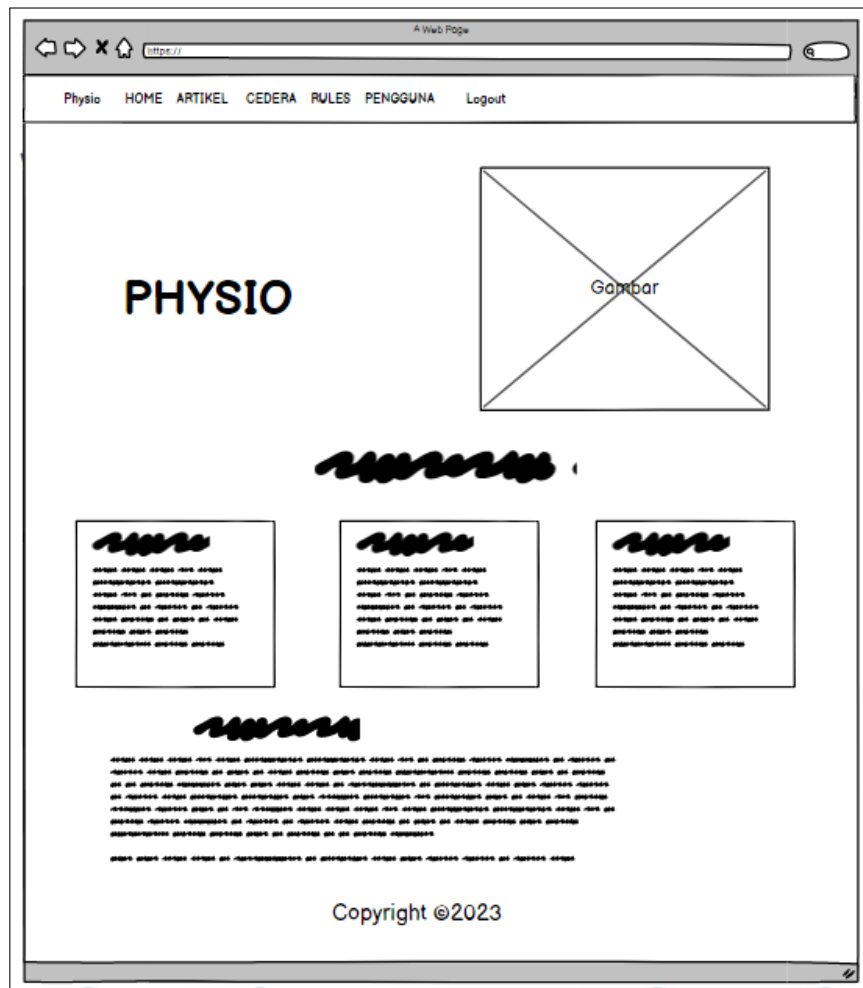 A Web Page
https://
Physio HOME ARTIKEL CEDERA RULES PENGGUNA Logout
PHYSIO
Gambar
Copyright ©2023